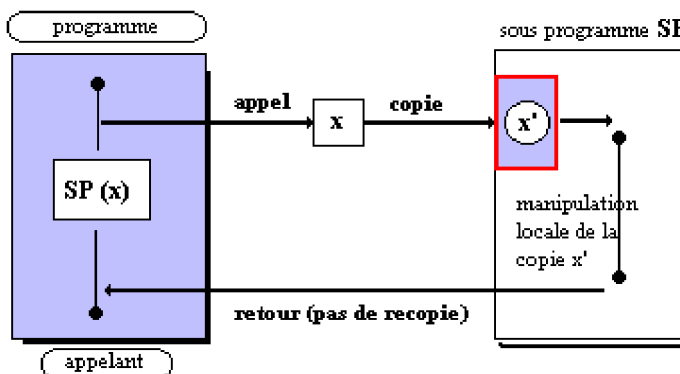 programme
sous programme SP
appel
copie
x
x'
SP (x)
manipulation
locale de la
copie x'
retour (pas de recopie)
appelant